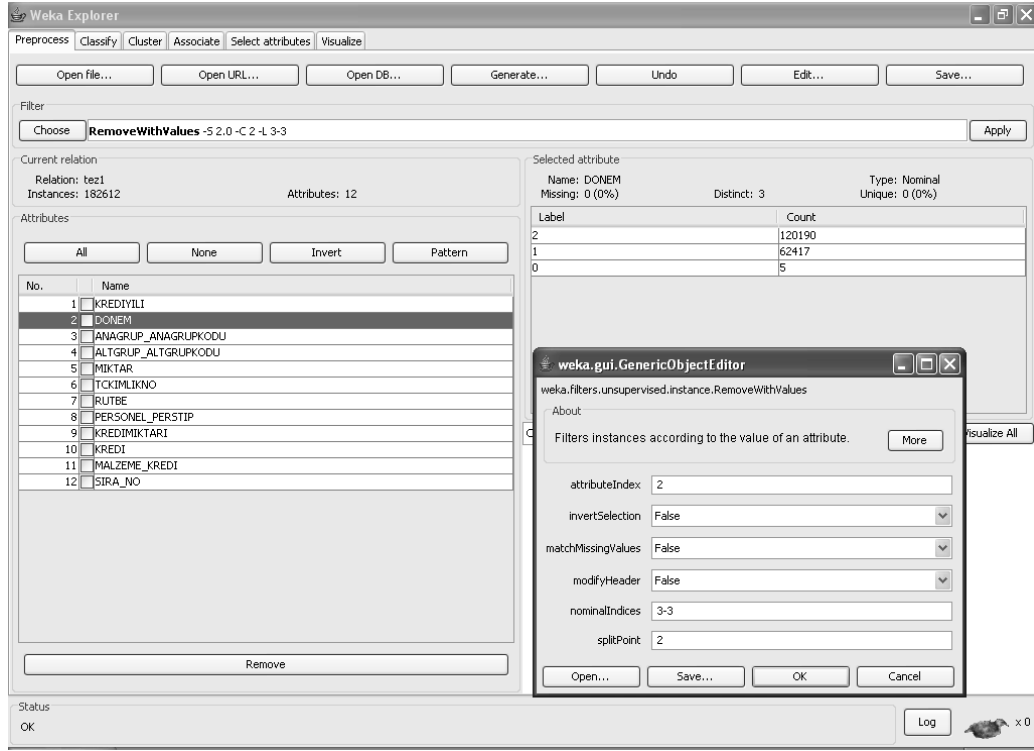 Weka Explorer
Preprocess Classify Cluster Associate Select attributes Visualize
Open file... Open URL... Open DB... Generate... Undo Edit... Save...
Filter
Choose RemoveWithValues -S 2.0 -C 2 -L 3-3 Apply
Current relation
Relation: tez1
Instances: 182612 Attributes: 12
Attributes
All None Invert Pattern
No. Name
1 KREDIYILI
2 DONEM
3 ANAGRUP_ANAGRUPKODU
4 ALTGRUP_ALTGRUPKODU
5 MIKTAR
6 TCKIMLIKNO
7 RUTBE
8 PERSONEL_PERSTIP
9 KREDIMIKTARI
10 KREDI
11 MALZEME_KREDI
12 SIRA_NO
Remove
Selected attribute
Name: DONEM Type: Nominal
Missing: 0 (0%) Distinct: 3 Unique: 0 (0%)
Label Count
2 120190
1 62417
0 5
Visualize All
weka.gui.GenericObjectEditor
weka.filters.unsupervised.instance.RemoveWithValues
About
Filters instances according to the value of an attribute. More
attributeIndex 2
invertSelection False
matchMissingValues False
modifyHeader False
nominalIndices 3-3
splitPoint 2
Open... Save... OK Cancel
Status
OK Log x 0